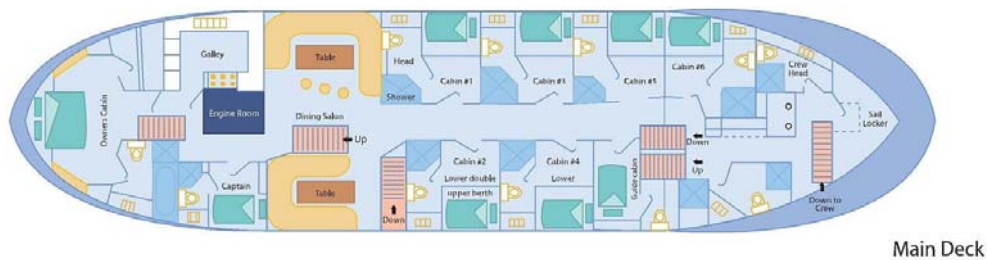 Galley
Table
Head
Shower
Cabin #1
Cabin #3
Cabin #5
Cabin #6
Crew
Head
Owners Cabin
Engine Room
Dining Salon
Up
Sail
Locker
Down
Up
Captain
Table
Down
Cabin #2
Lower double
upper berth
Cabin #4
Lower
Guide cabin
Down to
Crew
Main Deck